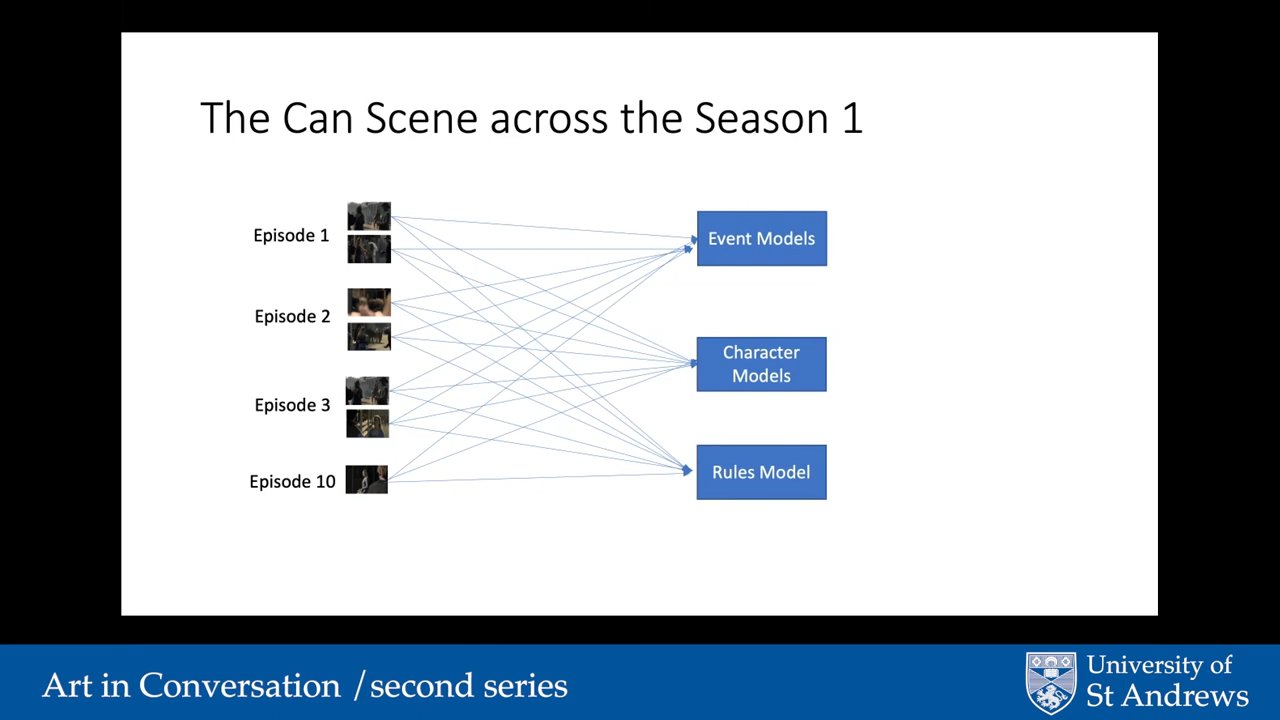 The Can Scene across the Season 1
Episode 1
Episode 2
Episode 3
Episode 10
Event Models
Character
Models
Rules Model
Art in Conversation / second series
University of
St Andrews